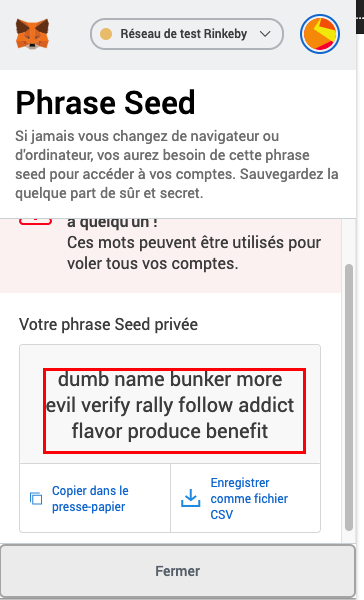 Réseau de test Rinkeby
Phrase Seed
Si jamais vous changez de navigateur ou
d'ordinateur, vos aurez besoin de cette phrase
seed pour accéder à vos comptes. Sauvegardez la
quelque part de sûr et secret.
à quelqu'un !
Ces mots peuvent être utilisés pour
voler tous vos comptes.
Votre phrase Seed privée
dumb name bunker more
evil verify rally follow addict
flavor produce benefit
Copier dans le
presse-papier
Enregistrer
comme fichier
CSV
Fermer